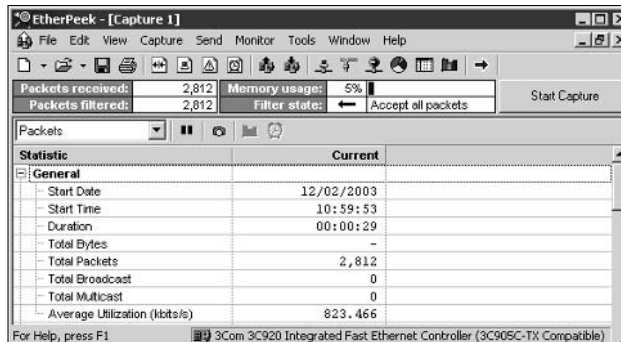 EtherPeek - [Capture 1]
File Edit View Capture Send Monitor Tools Window Help
Packets received: 2,812 Memory usage: 5%
Packets filtered: 2,812 Filter state: Accept all packets
Start Capture
Packets
Statistic Current
General
Start Date 12/02/2003
Start Time 10:59:53
Duration 00:00:29
Total Bytes -
Total Packets 2,812
Total Broadcast 0
Total Multicast 0
Average Utilization (kbits/s) 823.466
For Help, press F1 3Com 3C920 Integrated Fast Ethernet Controller (3C905C-TX Compatible)